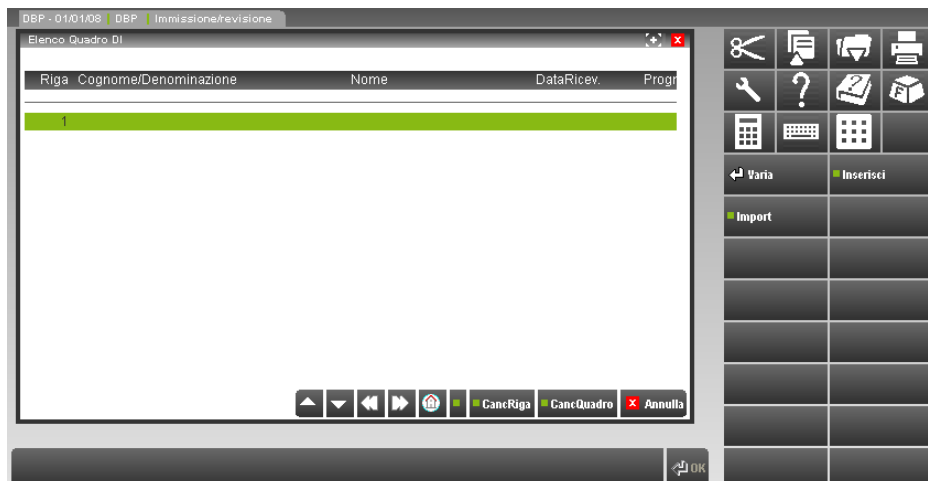 DBP - 01/01/08 DBP Immissione/revisione
Elenco Quadro DI
Riga Cognome/Denominazione Nome DataRicev. Progr
1
CancRiga CancQuadro X Annulla
OK
? ? F
Varia Inserisci
Import